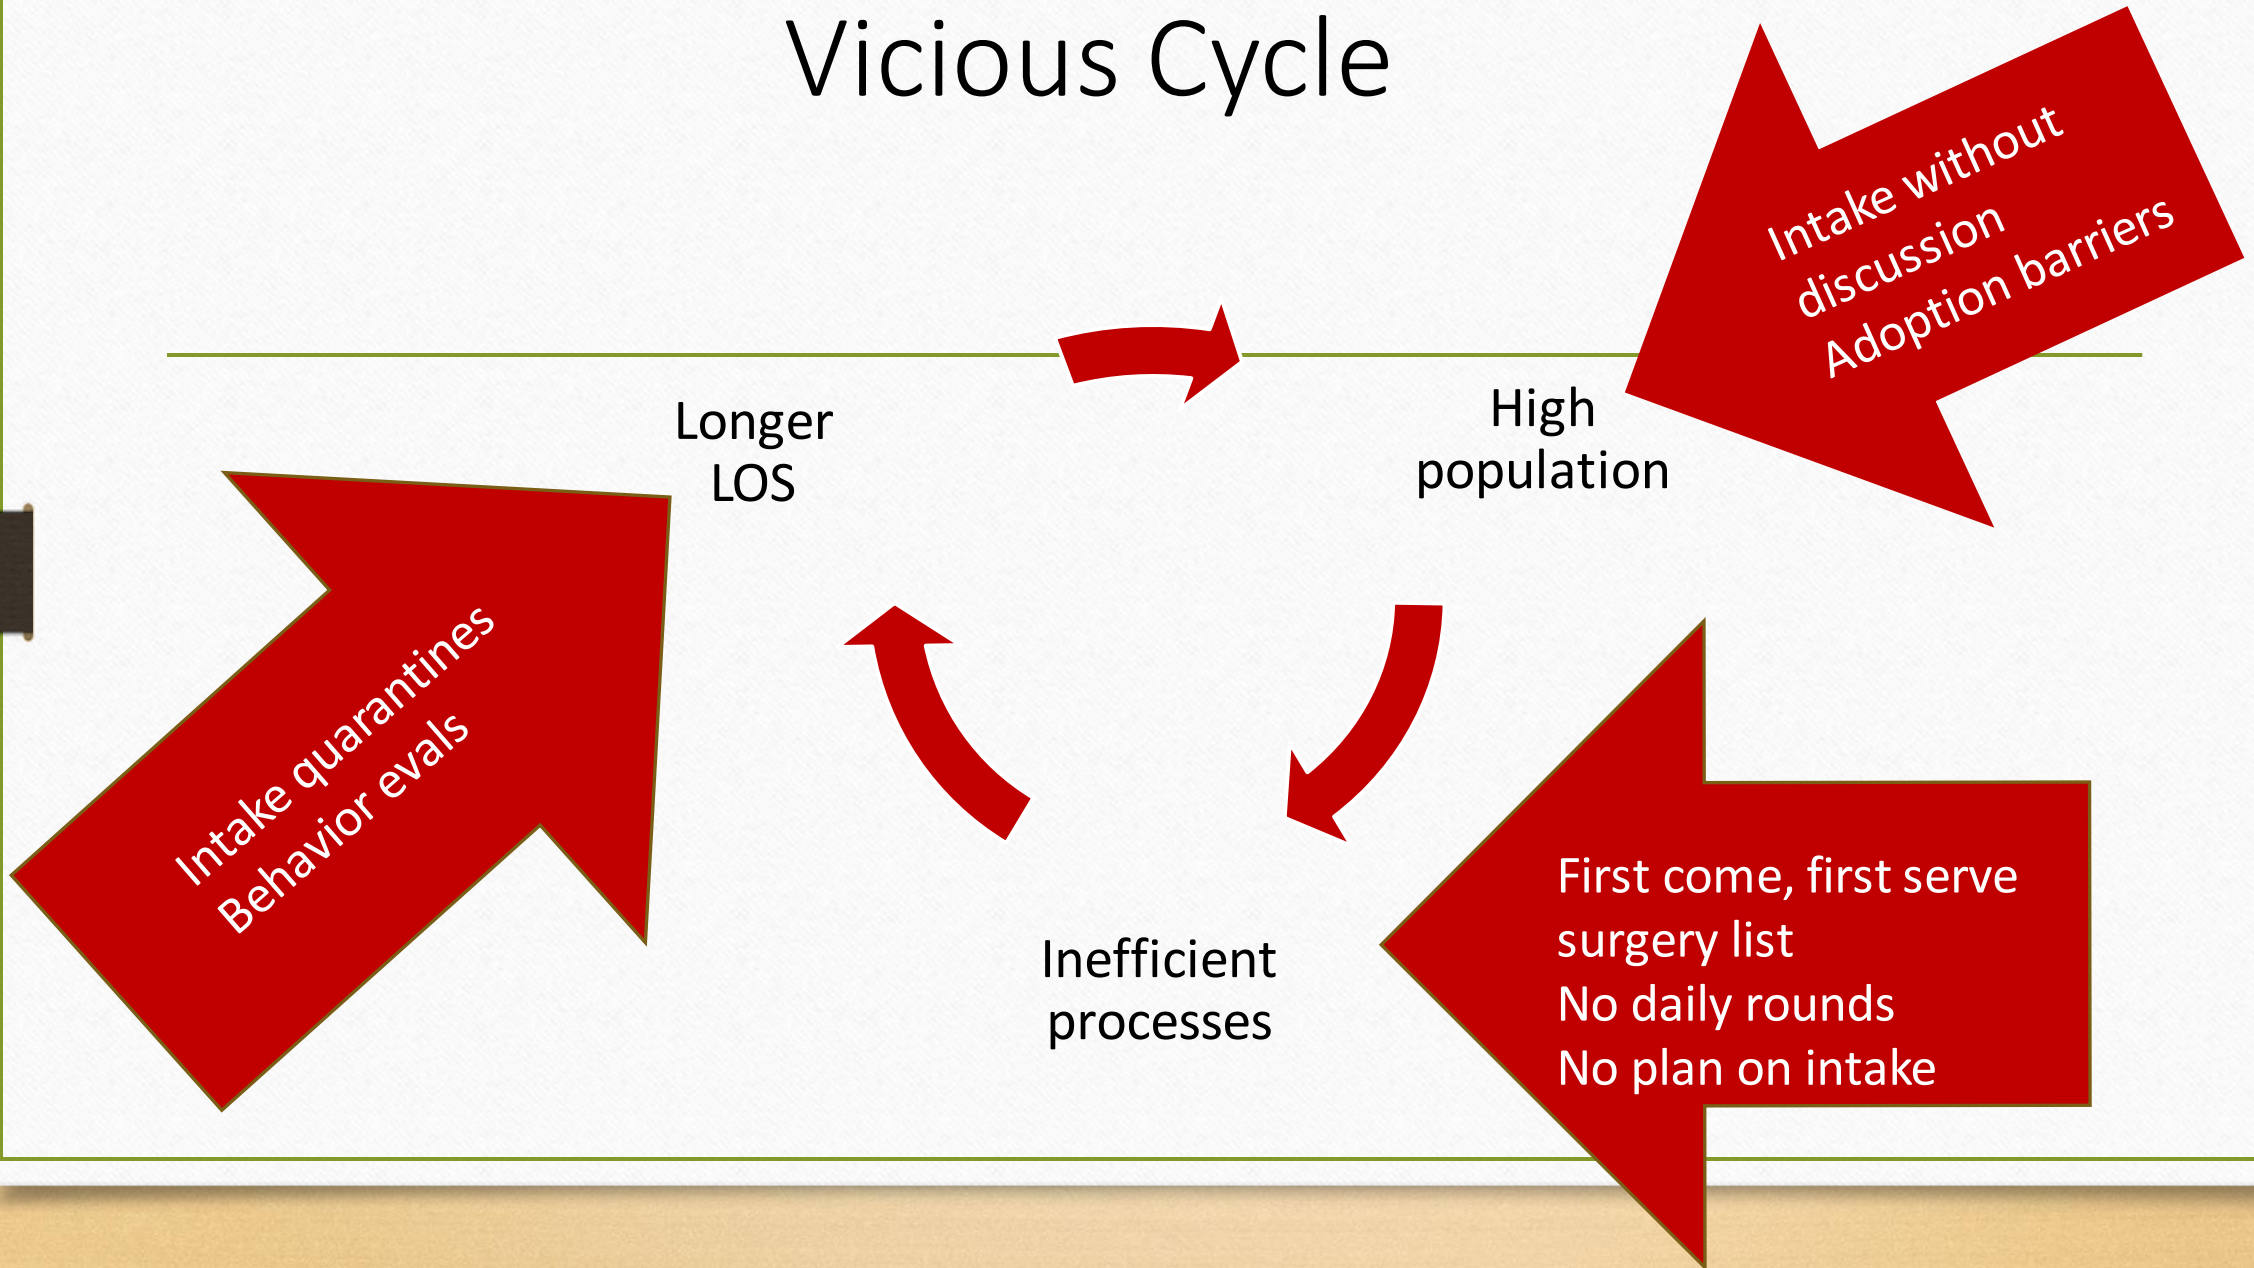 Vicious Cycle
Intake without
discussion
Adoption barriers
Longer
LOS
High
population
Intake quarantines
Behavior evals
Inefficient
processes
First come, first serve
surgery list
No daily rounds
No plan on intake